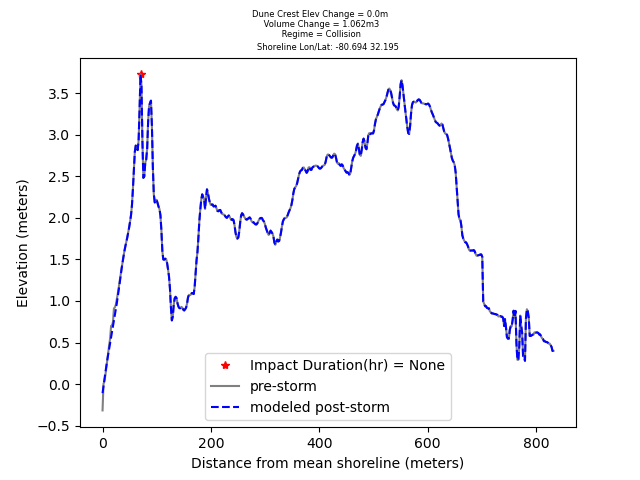 Dune Crest Elev Change = 0.0m
Volume Change = 1.062m3
Regime = Collision
Shoreline Lon/Lat: -80.694 32.195
3.5
3.0
2.5
2.0
1.5
1.0
0.5
0.0
−0.5
Elevation (meters)
Impact Duration(hr) = None
pre-storm
modeled post-storm
0 200 400 600 800
Distance from mean shoreline (meters)